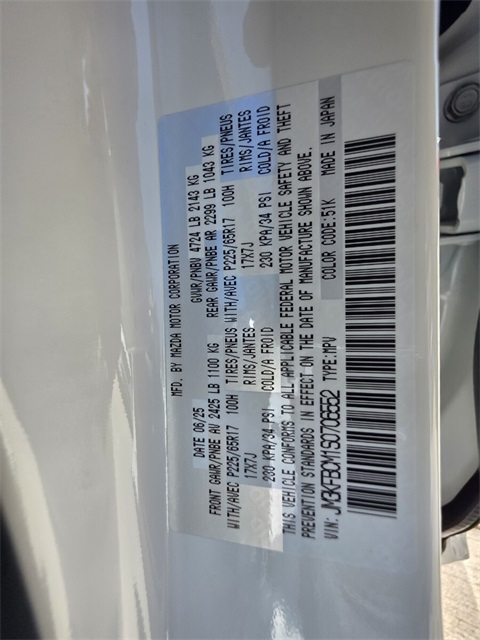 MFD. BY MAZDA MOTOR CORPORATION
DATE 06/25 GVWR/PNBV 4724 LB 2143 KG
FRONT GAWR/PNBE AV 2425 LB 1100 KG REAR GAWR/PNBE AR 2299 LB 1043 KG
TIRES/PNEUS TIRES/PNEUS
WITH/AVEC P225/65R17 100H RIMS/JANTES WITH/AVEC P225/65R17 100H RIMS/JANTES
17X7J COLD/A FROID 17X7J COLD/A FROID
230 KPA/34 PSI 230 KPA/34 PSI
THIS VEHICLE CONFORMS TO ALL APPLICABLE FEDERAL MOTOR VEHICLE SAFETY AND THEFT
PREVENTION STANDARDS IN EFFECT ON THE DATE OF MANUFACTURE SHOWN ABOVE.
VIN: JM3KFBCM1S0706552 TYPE:MPV COLOR CODE:51K MADE IN JAPAN